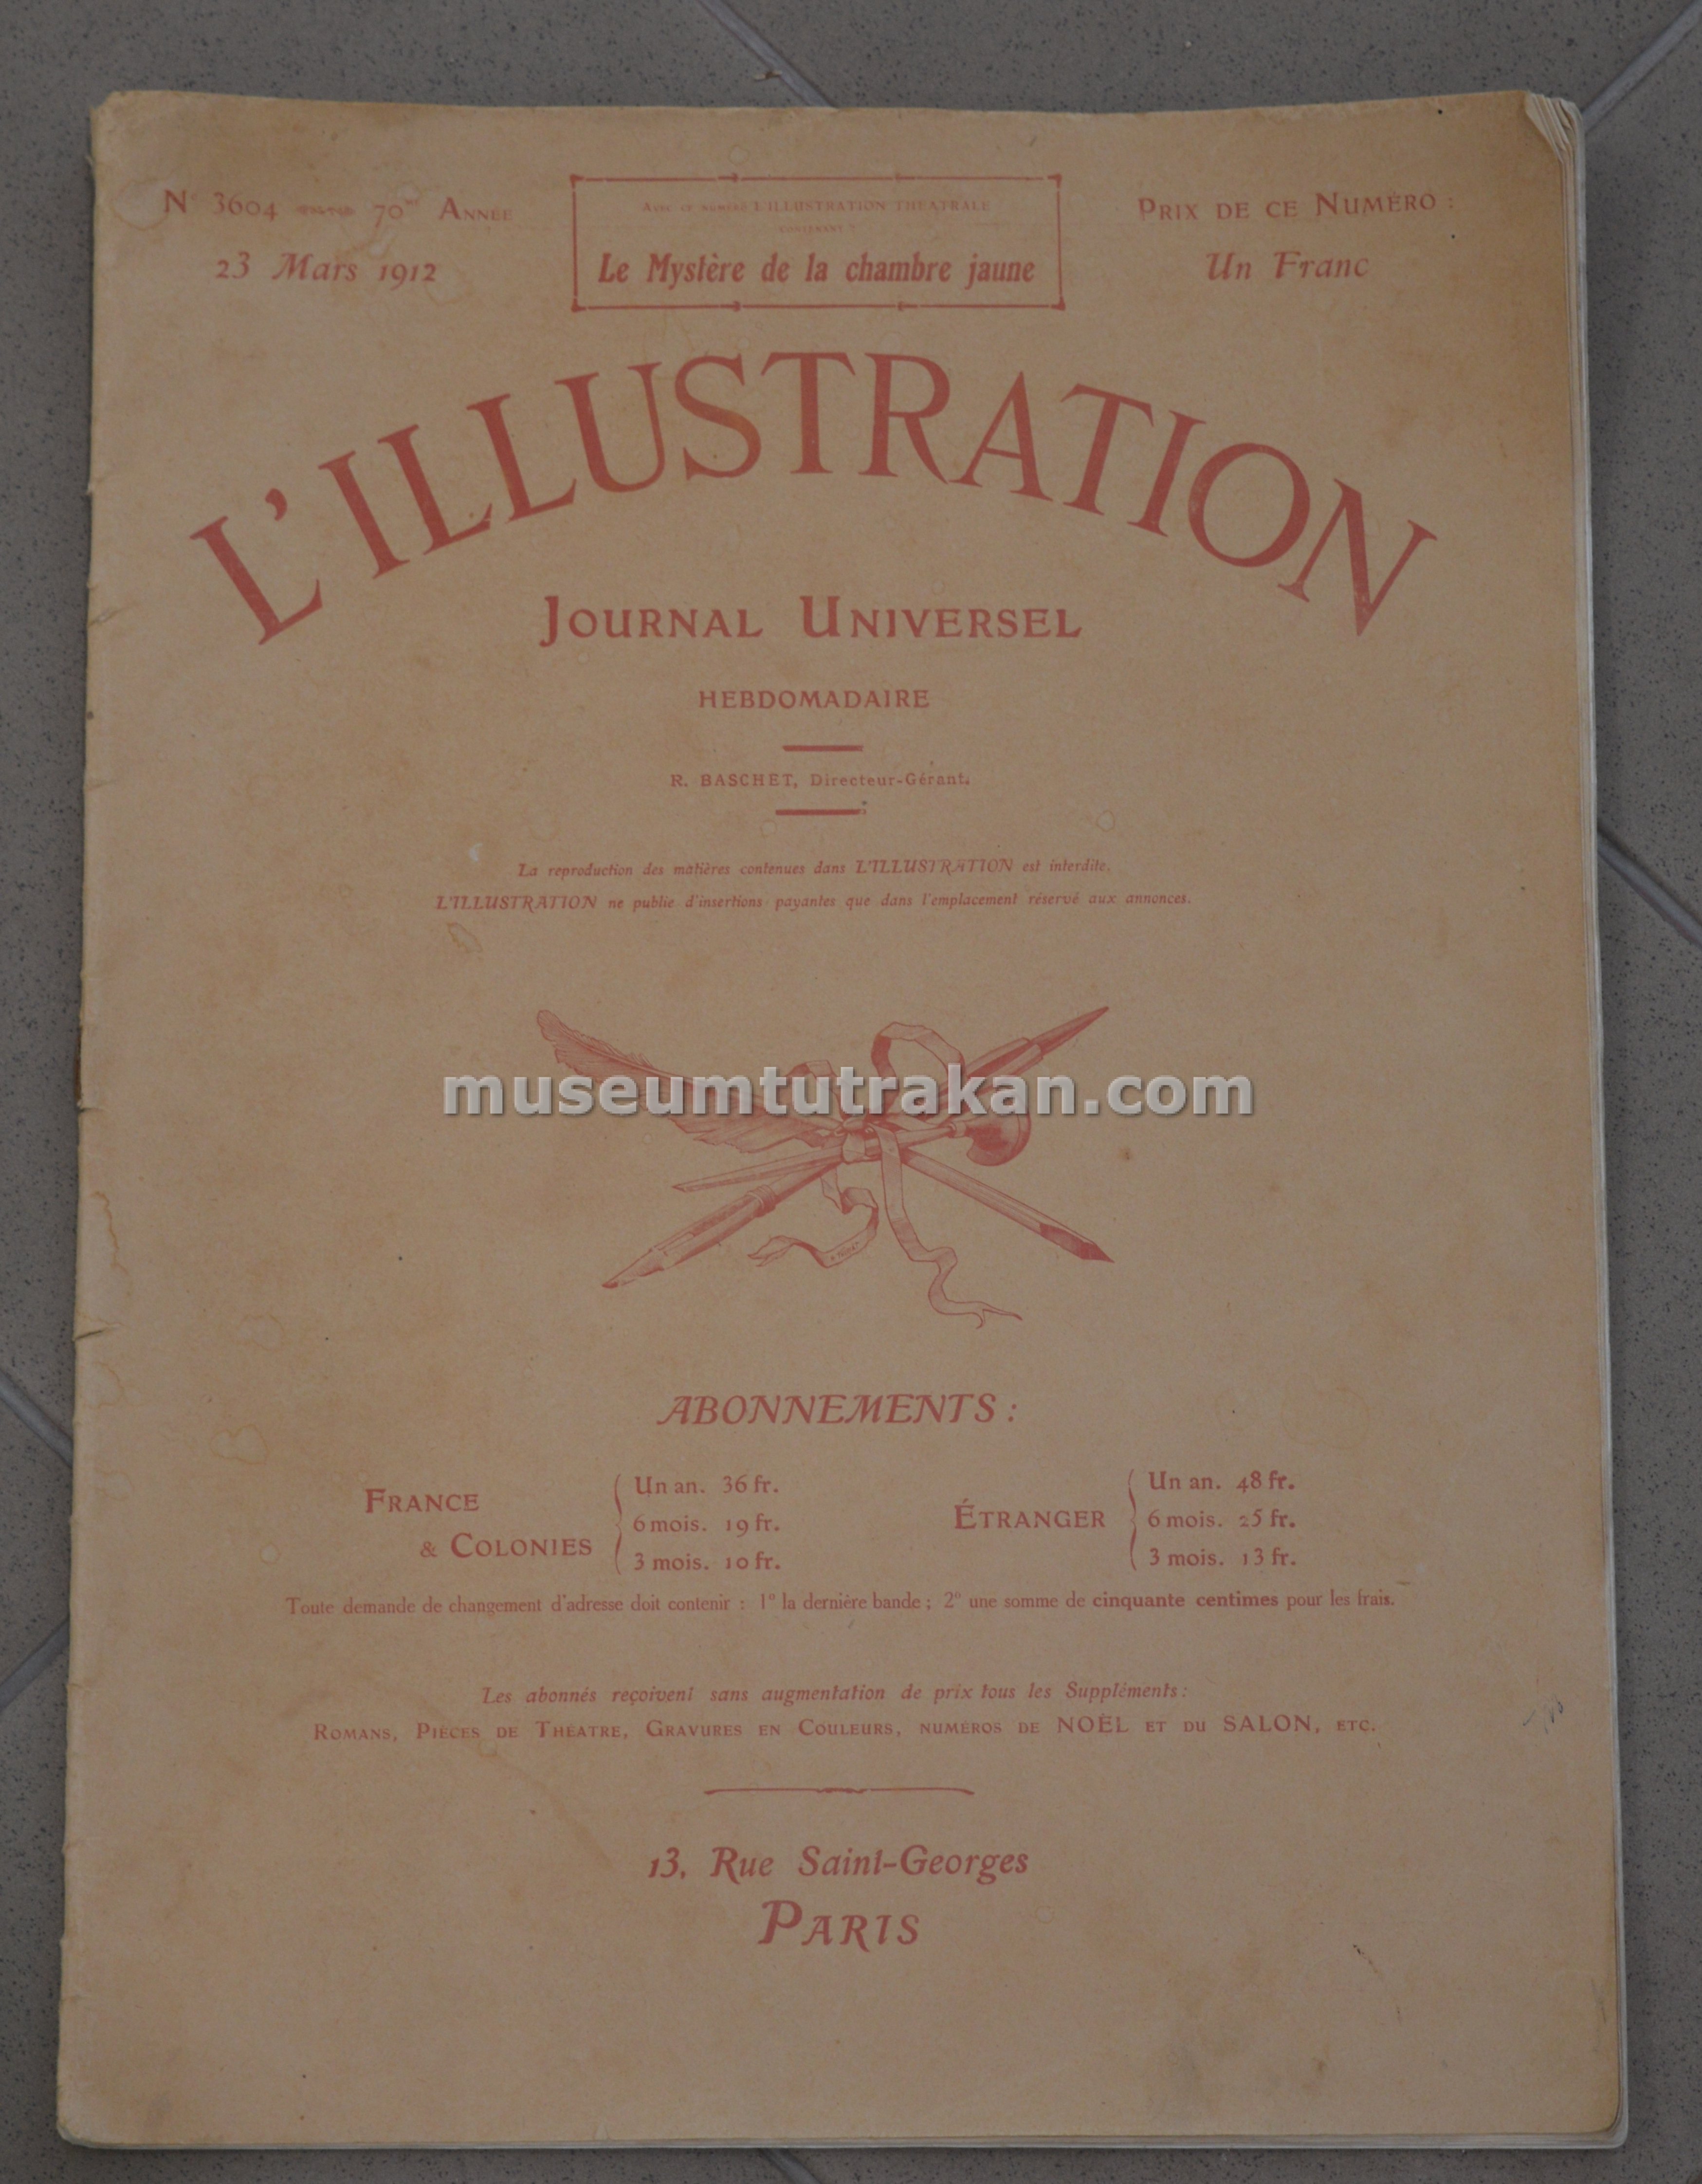 N° 3604 70me ANNÉE
23 Mars 1912
AVEC CE NUMÉRO L'ILLUSTRATION THÉATRALE
CONTENANT :
Le Mystère de la chambre jaune
PRIX DE CE NUMÉRO :
Un Franc
L'ILLUSTRATION
JOURNAL UNIVERSEL
HEBDOMADAIRE
R. BASCHET, Directeur-Gérant.
La reproduction des matières contenues dans L'ILLUSTRATION est interdite.
L'ILLUSTRATION ne publie d'insertions payantes que dans l'emplacement réservé aux annonces.
museumtutrakan.com
ABONNEMENTS :
FRANCE
& COLONIES
Un an. 36 fr.
6 mois. 19 fr.
3 mois. 10 fr.
ÉTRANGER
Un an. 48 fr.
6 mois. 25 fr.
3 mois. 13 fr.
Toute demande de changement d'adresse doit contenir : 1° la dernière bande ; 2° une somme de cinquante centimes pour les frais.
Les abonnés reçoivent sans augmentation de prix tous les Suppléments :
ROMANS, PIÈCES DE THÉATRE, GRAVURES EN COULEURS, NUMÉROS DE NOËL ET DU SALON, ETC.
13, Rue Saint-Georges
PARIS